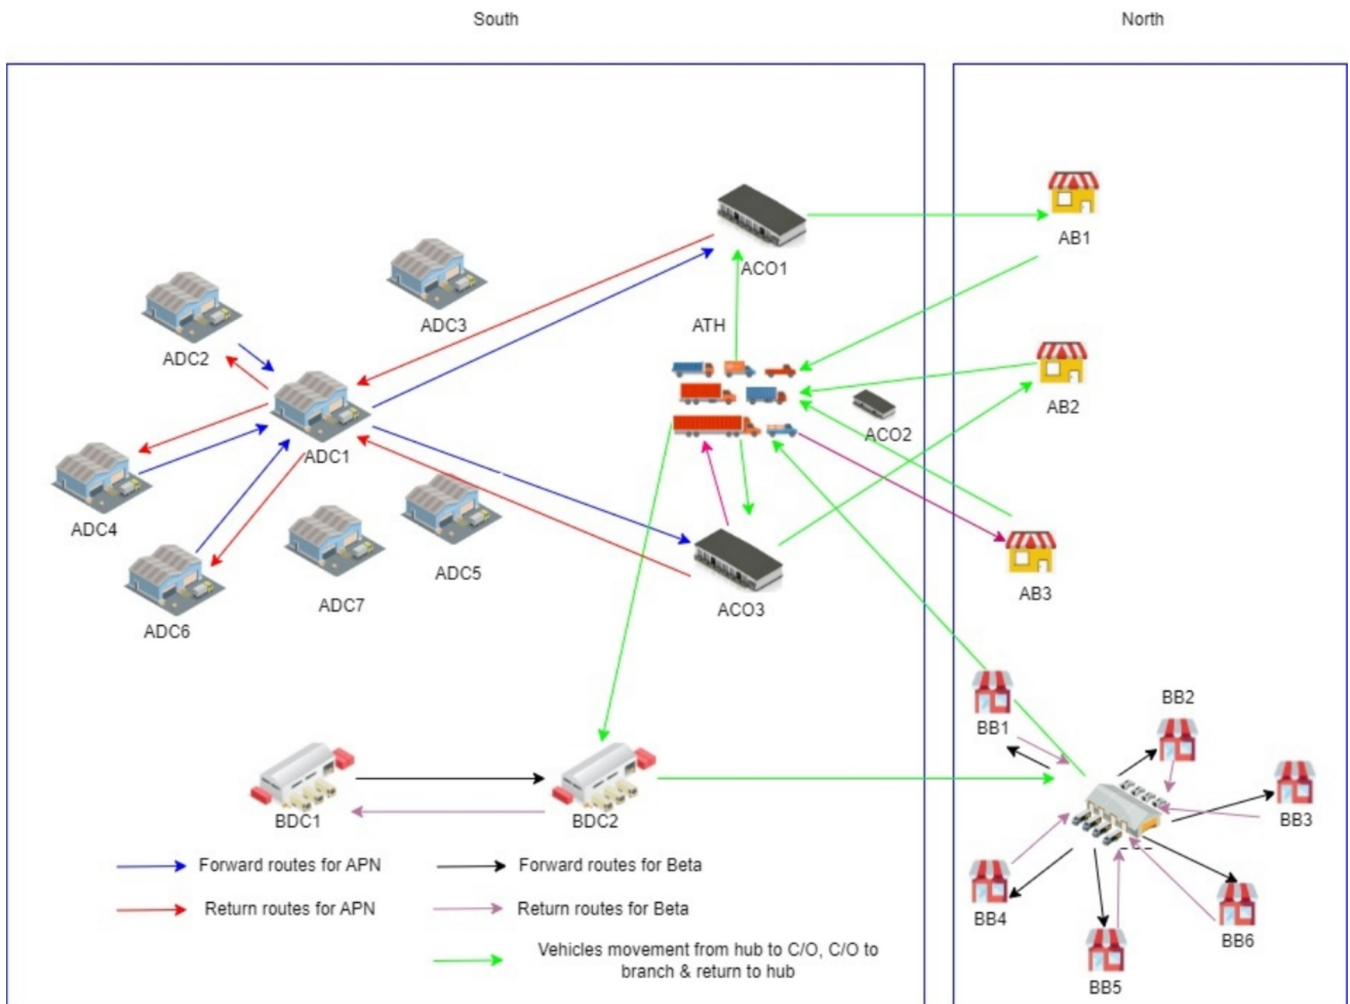 South
North
ACO1
AB1
ADC3
ATH
ADC2
AB2
ACO2
ADC1
ADC4
ADC5
AB3
ADC7
ACO3
ADC6
BB2
BB1
BDC1
BDC2
BB3
Forward routes for APN
Forward routes for Beta
Return routes for APN
Return routes for Beta
BB4
BB6
Vehicles movement from hub to C/O, C/O to
branch & return to hub
BB5